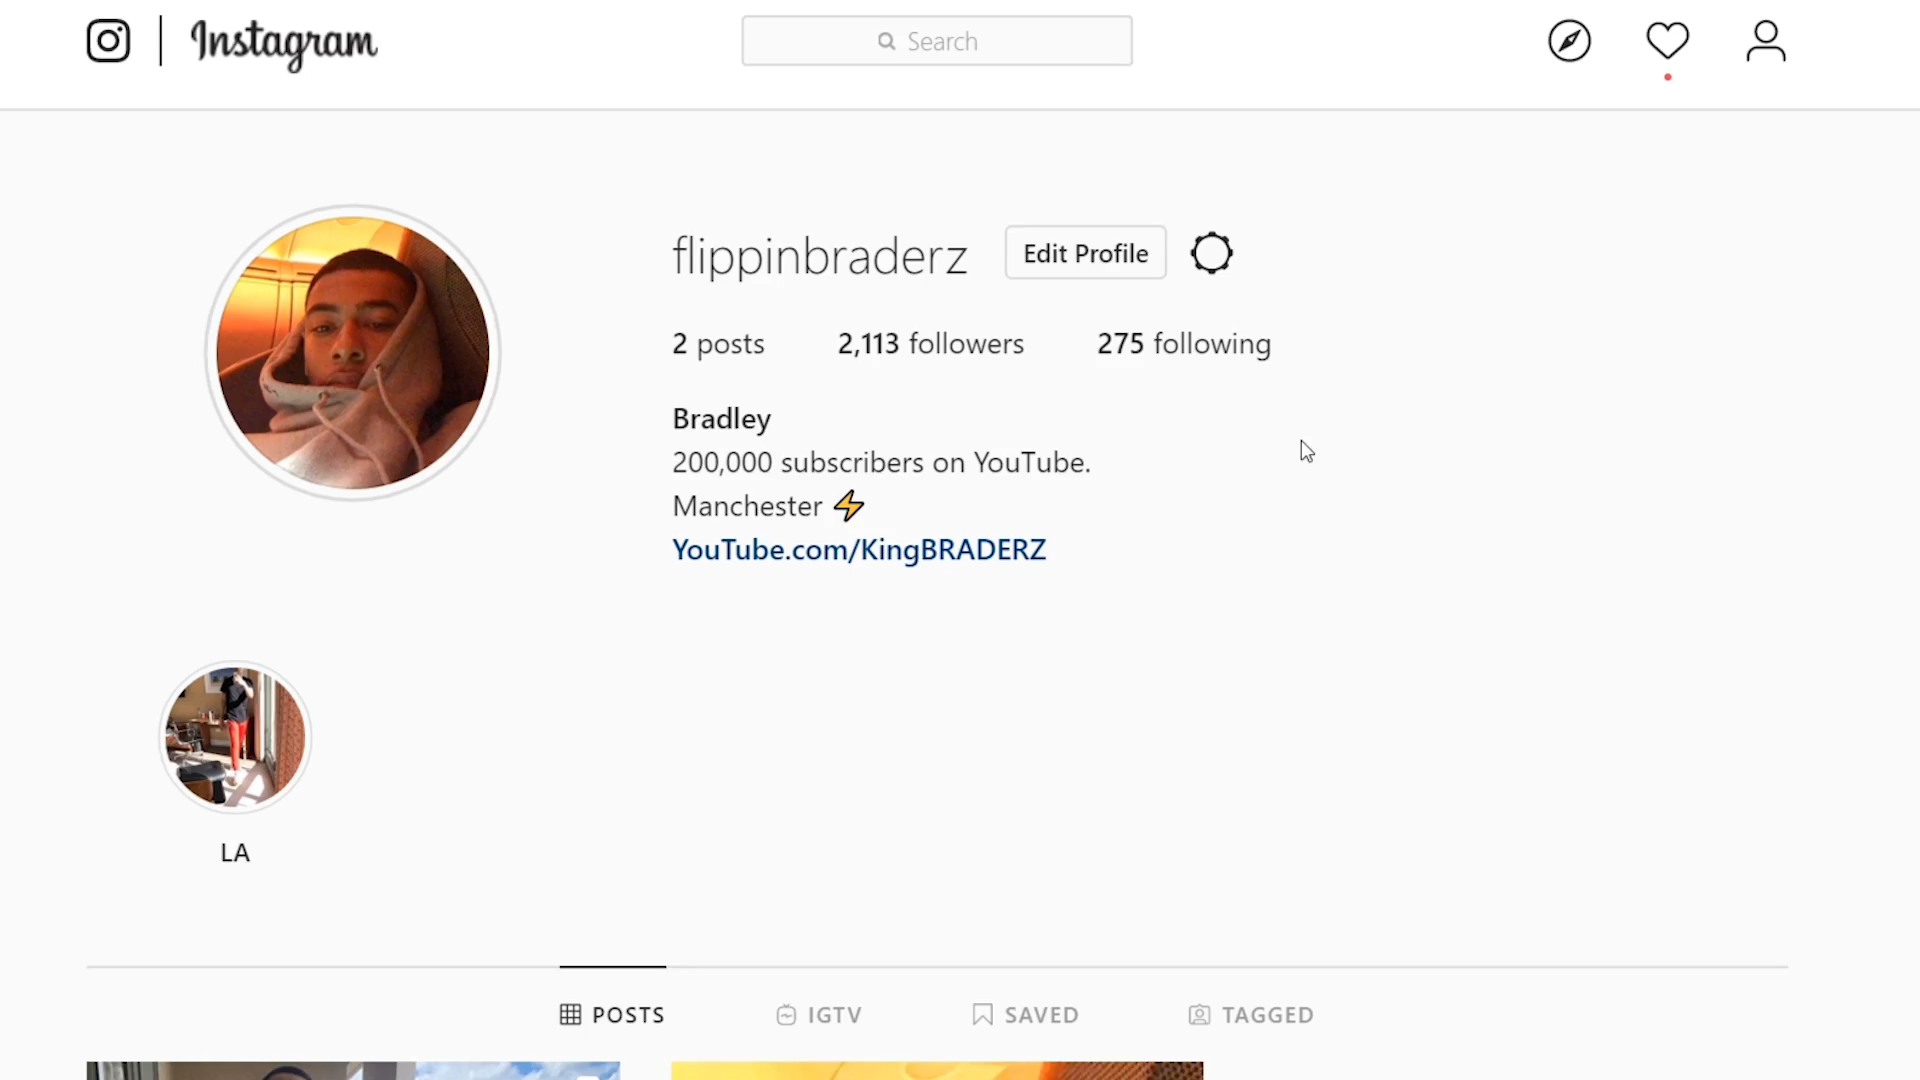 Instagram
Search
flippinbraderz
Edit Profile
2 posts 2,113 followers 275 following
Bradley
200,000 subscribers on YouTube.
Manchester ⚡
YouTube.com/KingBRADERZ
LA
POSTS IGTV SAVED TAGGED